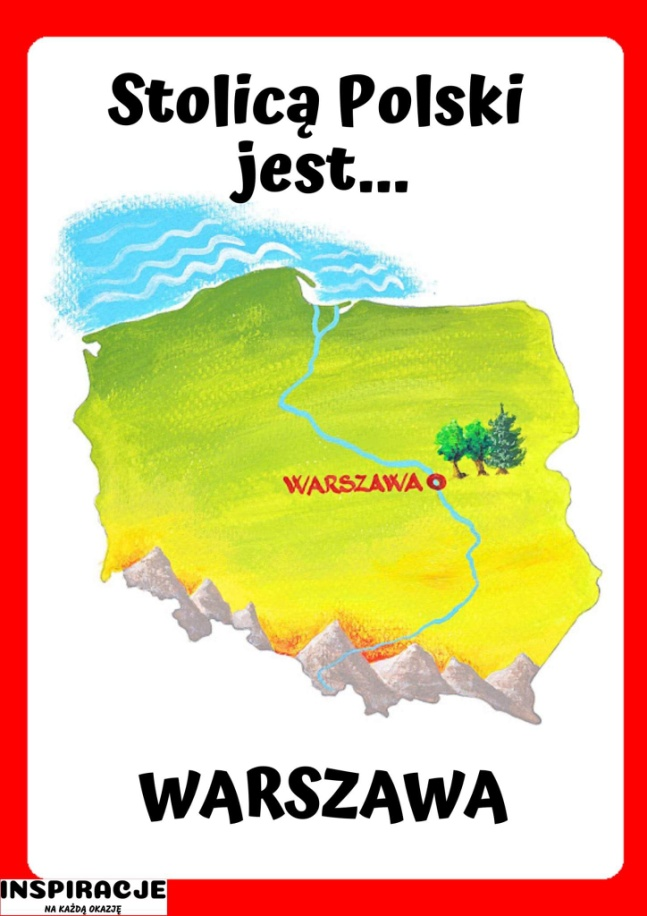 Stolicą Polski
jest...
WARSZAWA
WARSZAWA
INSPIRACJE
NA KAŻDĄ OKAZJĘ